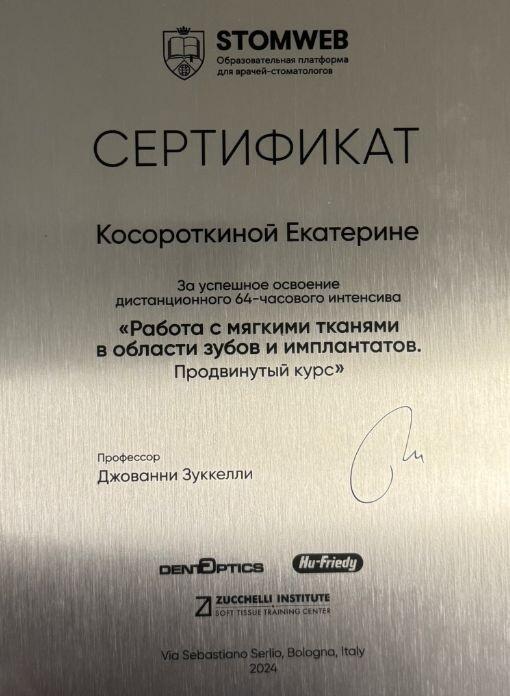 STOMWEB
Образовательная платформа
для врачей-стоматологов
СЕРТИФИКАТ
Косороткиной Екатерине
За успешное освоение
дистанционного 64-часового интенсива
«Работа с мягкими тканями
в области зубов и имплантатов.
Продвинутый курс»
Профессор
Джованни Зуккелли
DENTOPTICS
Hu-Friedy
ZUCCHELLI INSTITUTE
SOFT TISSUE TRAINING CENTER
Via Sebastiano Serlio, Bologna, Italy
2024